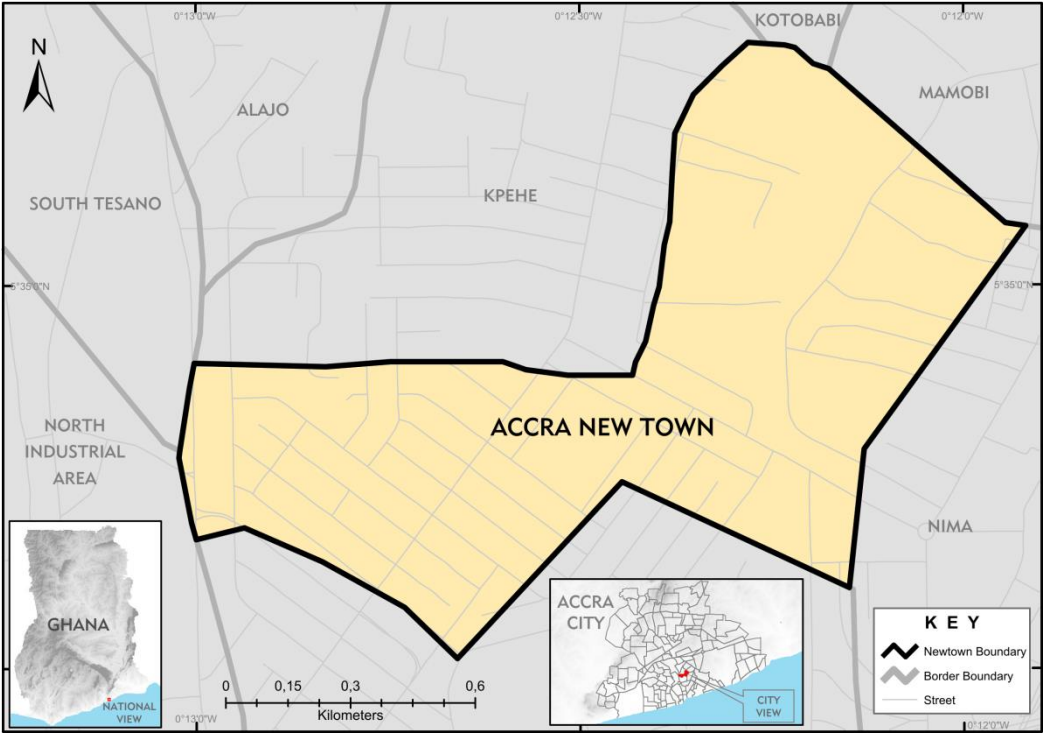 0°13'0"W
0°12'30"W
0°12'0"W
KOTOBABI
N
MAMOBI
ALAJO
KPEHE
SOUTH TESANO
5°35'0"N
5°35'0"N
ACCRA NEW TOWN
NORTH
INDUSTRIAL
AREA
NIMA
GHANA
NATIONAL
VIEW
ACCRA
CITY
CITY
VIEW
KEY
Newtown Boundary
Border Boundary
Street
0 0,15 0,3 0,6
Kilometers
0°13'0"W
0°12'0"W